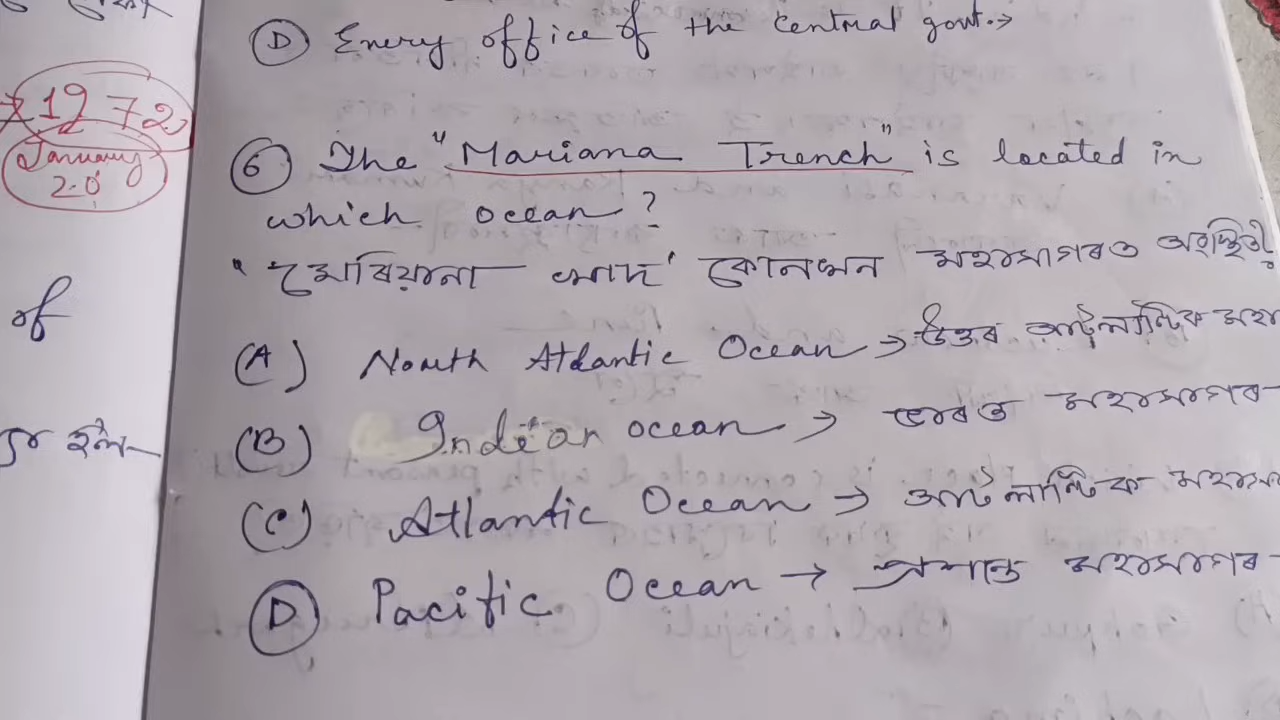 (D) Enery office of the central govt.→
1972
January
2.0
(6) The "Mariana Trench" is located in
which ocean?
'মেৰিয়ানা খাদ' কোনখন মহাসাগৰত অৱস্থিত?
of
(A) North Atlantic Ocean → উত্তৰ আটলান্টিক মহা
(B) Indian ocean → ভাৰত মহাসাগৰ
হ'ল
(C) Atlantic Ocean → আটলান্টিক মহাসা
(D) Pacific Ocean → প্ৰশান্ত মহাসাগৰ